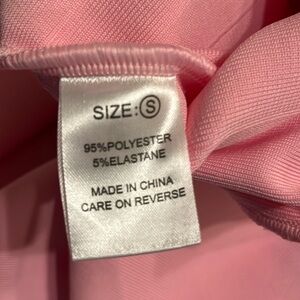 SIZE:Ⓢ
95%POLYESTER
5%ELASTANE
MADE IN CHINA
CARE ON REVERSE